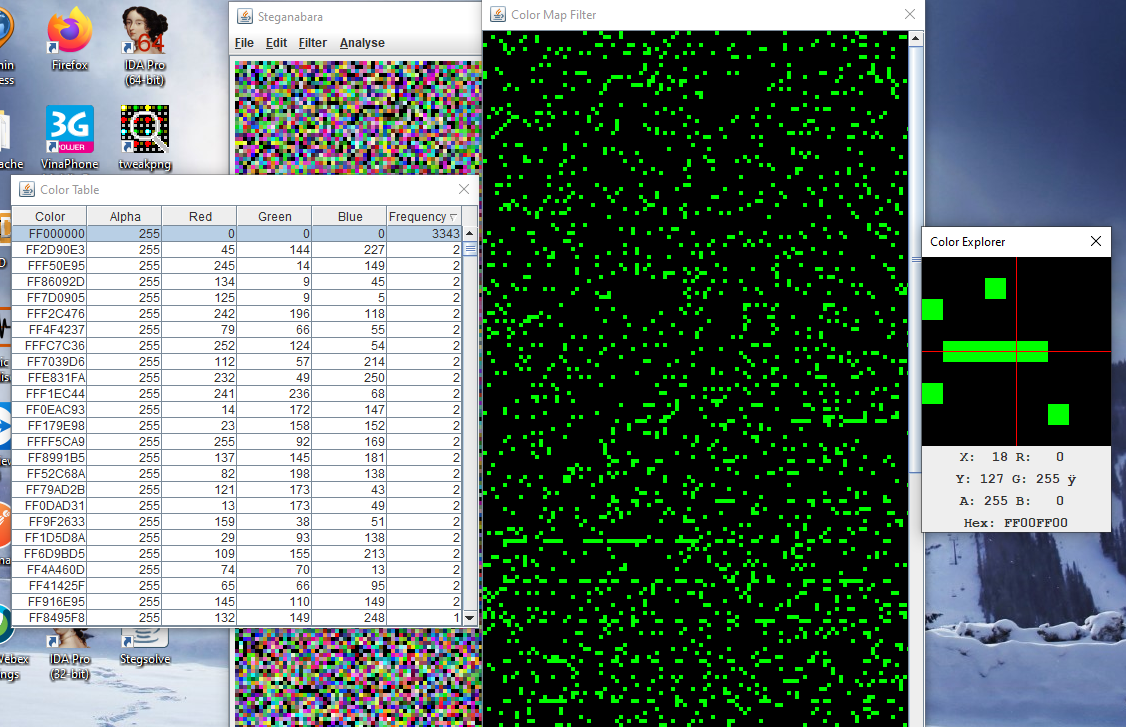 Steganabara
Color Map Filter
File Edit Filter Analyse
Firefox
IDA Pro
(64-bit)
64
3G
POWER
VinaPhone
tweakpng
Color Table
Color Alpha Red Green Blue Frequency
FF000000 255 0 0 0 3343
FF2D90E3 255 45 144 227 2
FFF50E95 255 245 14 149 2
FF86092D 255 134 9 45 2
FF7D0905 255 125 9 5 2
FFF2C476 255 242 196 118 2
FF4F4237 255 79 66 55 2
FFFC7C36 255 252 124 54 2
FF7039D6 255 112 57 214 2
FFE831FA 255 232 49 250 2
FFF1EC44 255 241 236 68 2
FF0EAC93 255 14 172 147 2
FF179E98 255 23 158 152 2
FFFF5CA9 255 255 92 169 2
FF8991B5 255 137 145 181 2
FF52C68A 255 82 198 138 2
FF79AD2B 255 121 173 43 2
FF0DAD31 255 13 173 49 2
FF9F2633 255 159 38 51 2
FF1D5D8A 255 29 93 138 2
FF6D9BD5 255 109 155 213 2
FF4A460D 255 74 70 13 2
FF41425F 255 65 66 95 2
FF916E95 255 145 110 149 2
FF8495F8 255 132 149 248 1
Color Explorer
X: 18 R: 0
Y: 127 G: 255 ÿ
A: 255 B: 0
Hex: FF00FF00
IDA Pro
(32-bit)
Stegsolve